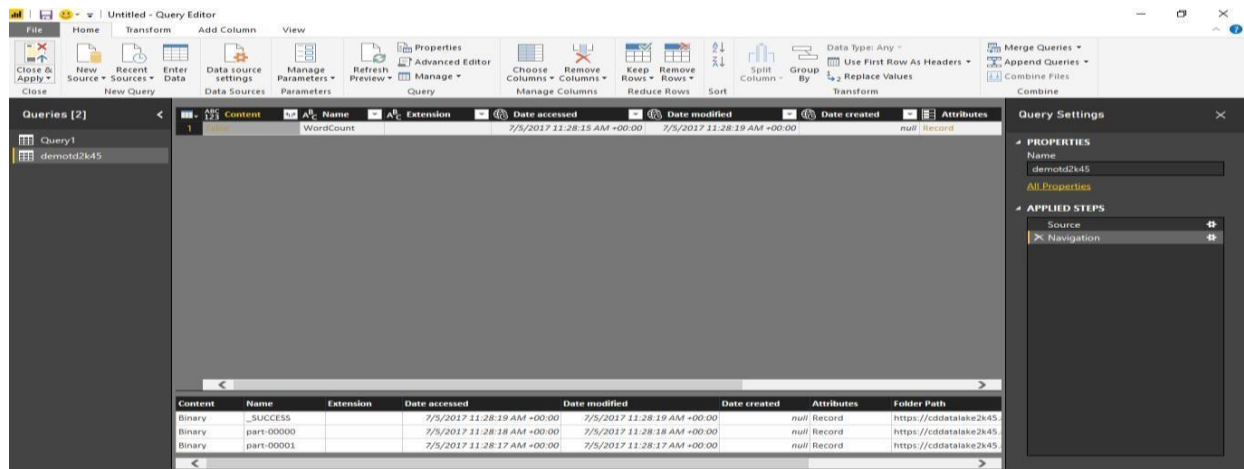 Untitled - Query Editor
File Home Transform Add Column View
Close & Apply New Source Recent Sources Enter Data Data source settings Manage Parameters Refresh Preview Properties Advanced Editor Manage Choose Columns Remove Columns Keep Rows Remove Rows Split Column Group By Data Type: Any Use First Row As Headers Replace Values Merge Queries Append Queries Combine Files
Close New Query Data Sources Parameters Query Manage Columns Reduce Rows Sort Transform Combine
Queries [2]
Query1
demotd2k45
ABC 123 Content ABC Name ABC Extension Date accessed Date modified Date created Attributes
1 WordCount 7/5/2017 11:28:15 AM +00:00 7/5/2017 11:28:19 AM +00:00 null Record
Content Name Extension Date accessed Date modified Date created Attributes Folder Path
Binary _SUCCESS 7/5/2017 11:28:19 AM +00:00 7/5/2017 11:28:19 AM +00:00 null Record https://cddatalake2k45.
Binary part-00000 7/5/2017 11:28:18 AM +00:00 7/5/2017 11:28:18 AM +00:00 null Record https://cddatalake2k45.
Binary part-00001 7/5/2017 11:28:17 AM +00:00 7/5/2017 11:28:17 AM +00:00 null Record https://cddatalake2k45.
Query Settings
PROPERTIES
Name
demotd2k45
All Properties
APPLIED STEPS
Source
Navigation